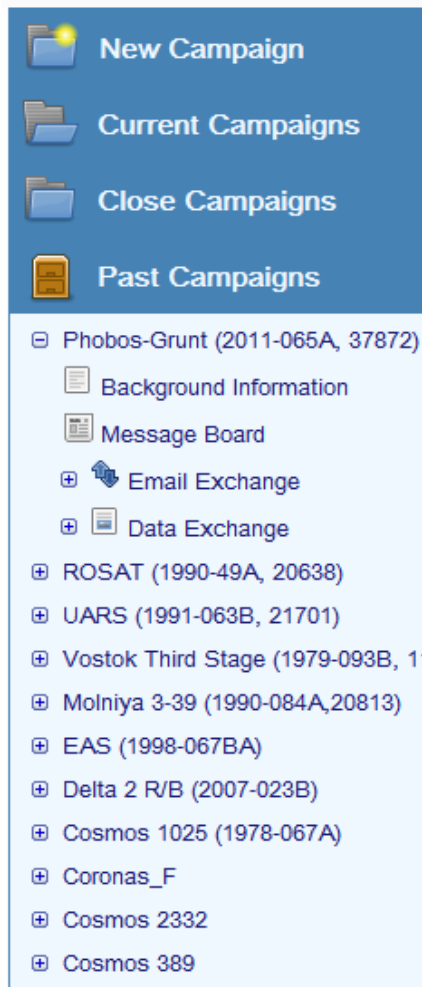 New Campaign
Current Campaigns
Close Campaigns
Past Campaigns
Phobos-Grunt (2011-065A, 37872)
Background Information
Message Board
Email Exchange
Data Exchange
ROSAT (1990-49A, 20638)
UARS (1991-063B, 21701)
Vostok Third Stage (1979-093B, 1
Molniya 3-39 (1990-084A,20813)
EAS (1998-067BA)
Delta 2 R/B (2007-023B)
Cosmos 1025 (1978-067A)
Coronas_F
Cosmos 2332
Cosmos 389